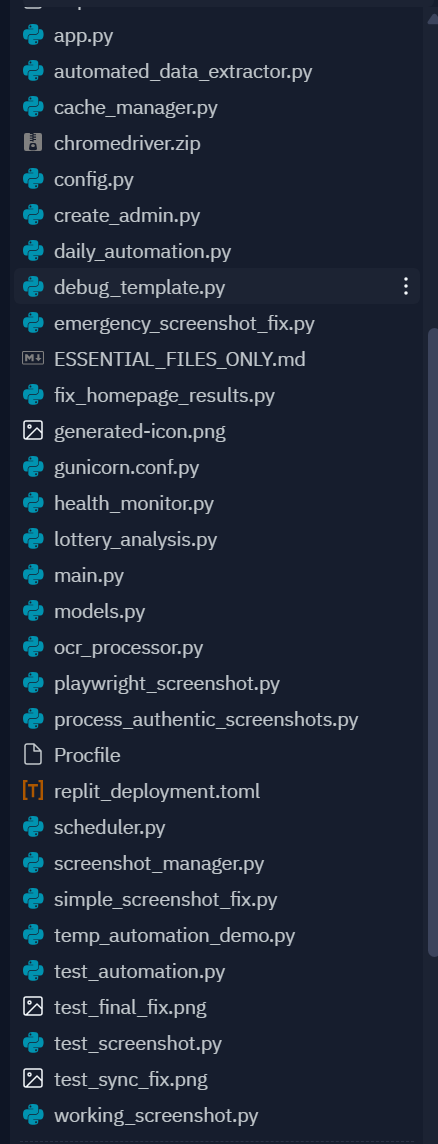 app.py
automated_data_extractor.py
cache_manager.py
chromedriver.zip
config.py
create_admin.py
daily_automation.py
debug_template.py
emergency_screenshot_fix.py
ESSENTIAL_FILES_ONLY.md
fix_homepage_results.py
generated-icon.png
gunicorn.conf.py
health_monitor.py
lottery_analysis.py
main.py
models.py
ocr_processor.py
playwright_screenshot.py
process_authentic_screenshots.py
Procfile
replit_deployment.toml
scheduler.py
screenshot_manager.py
simple_screenshot_fix.py
temp_automation_demo.py
test_automation.py
test_final_fix.png
test_screenshot.py
test_sync_fix.png
working_screenshot.py